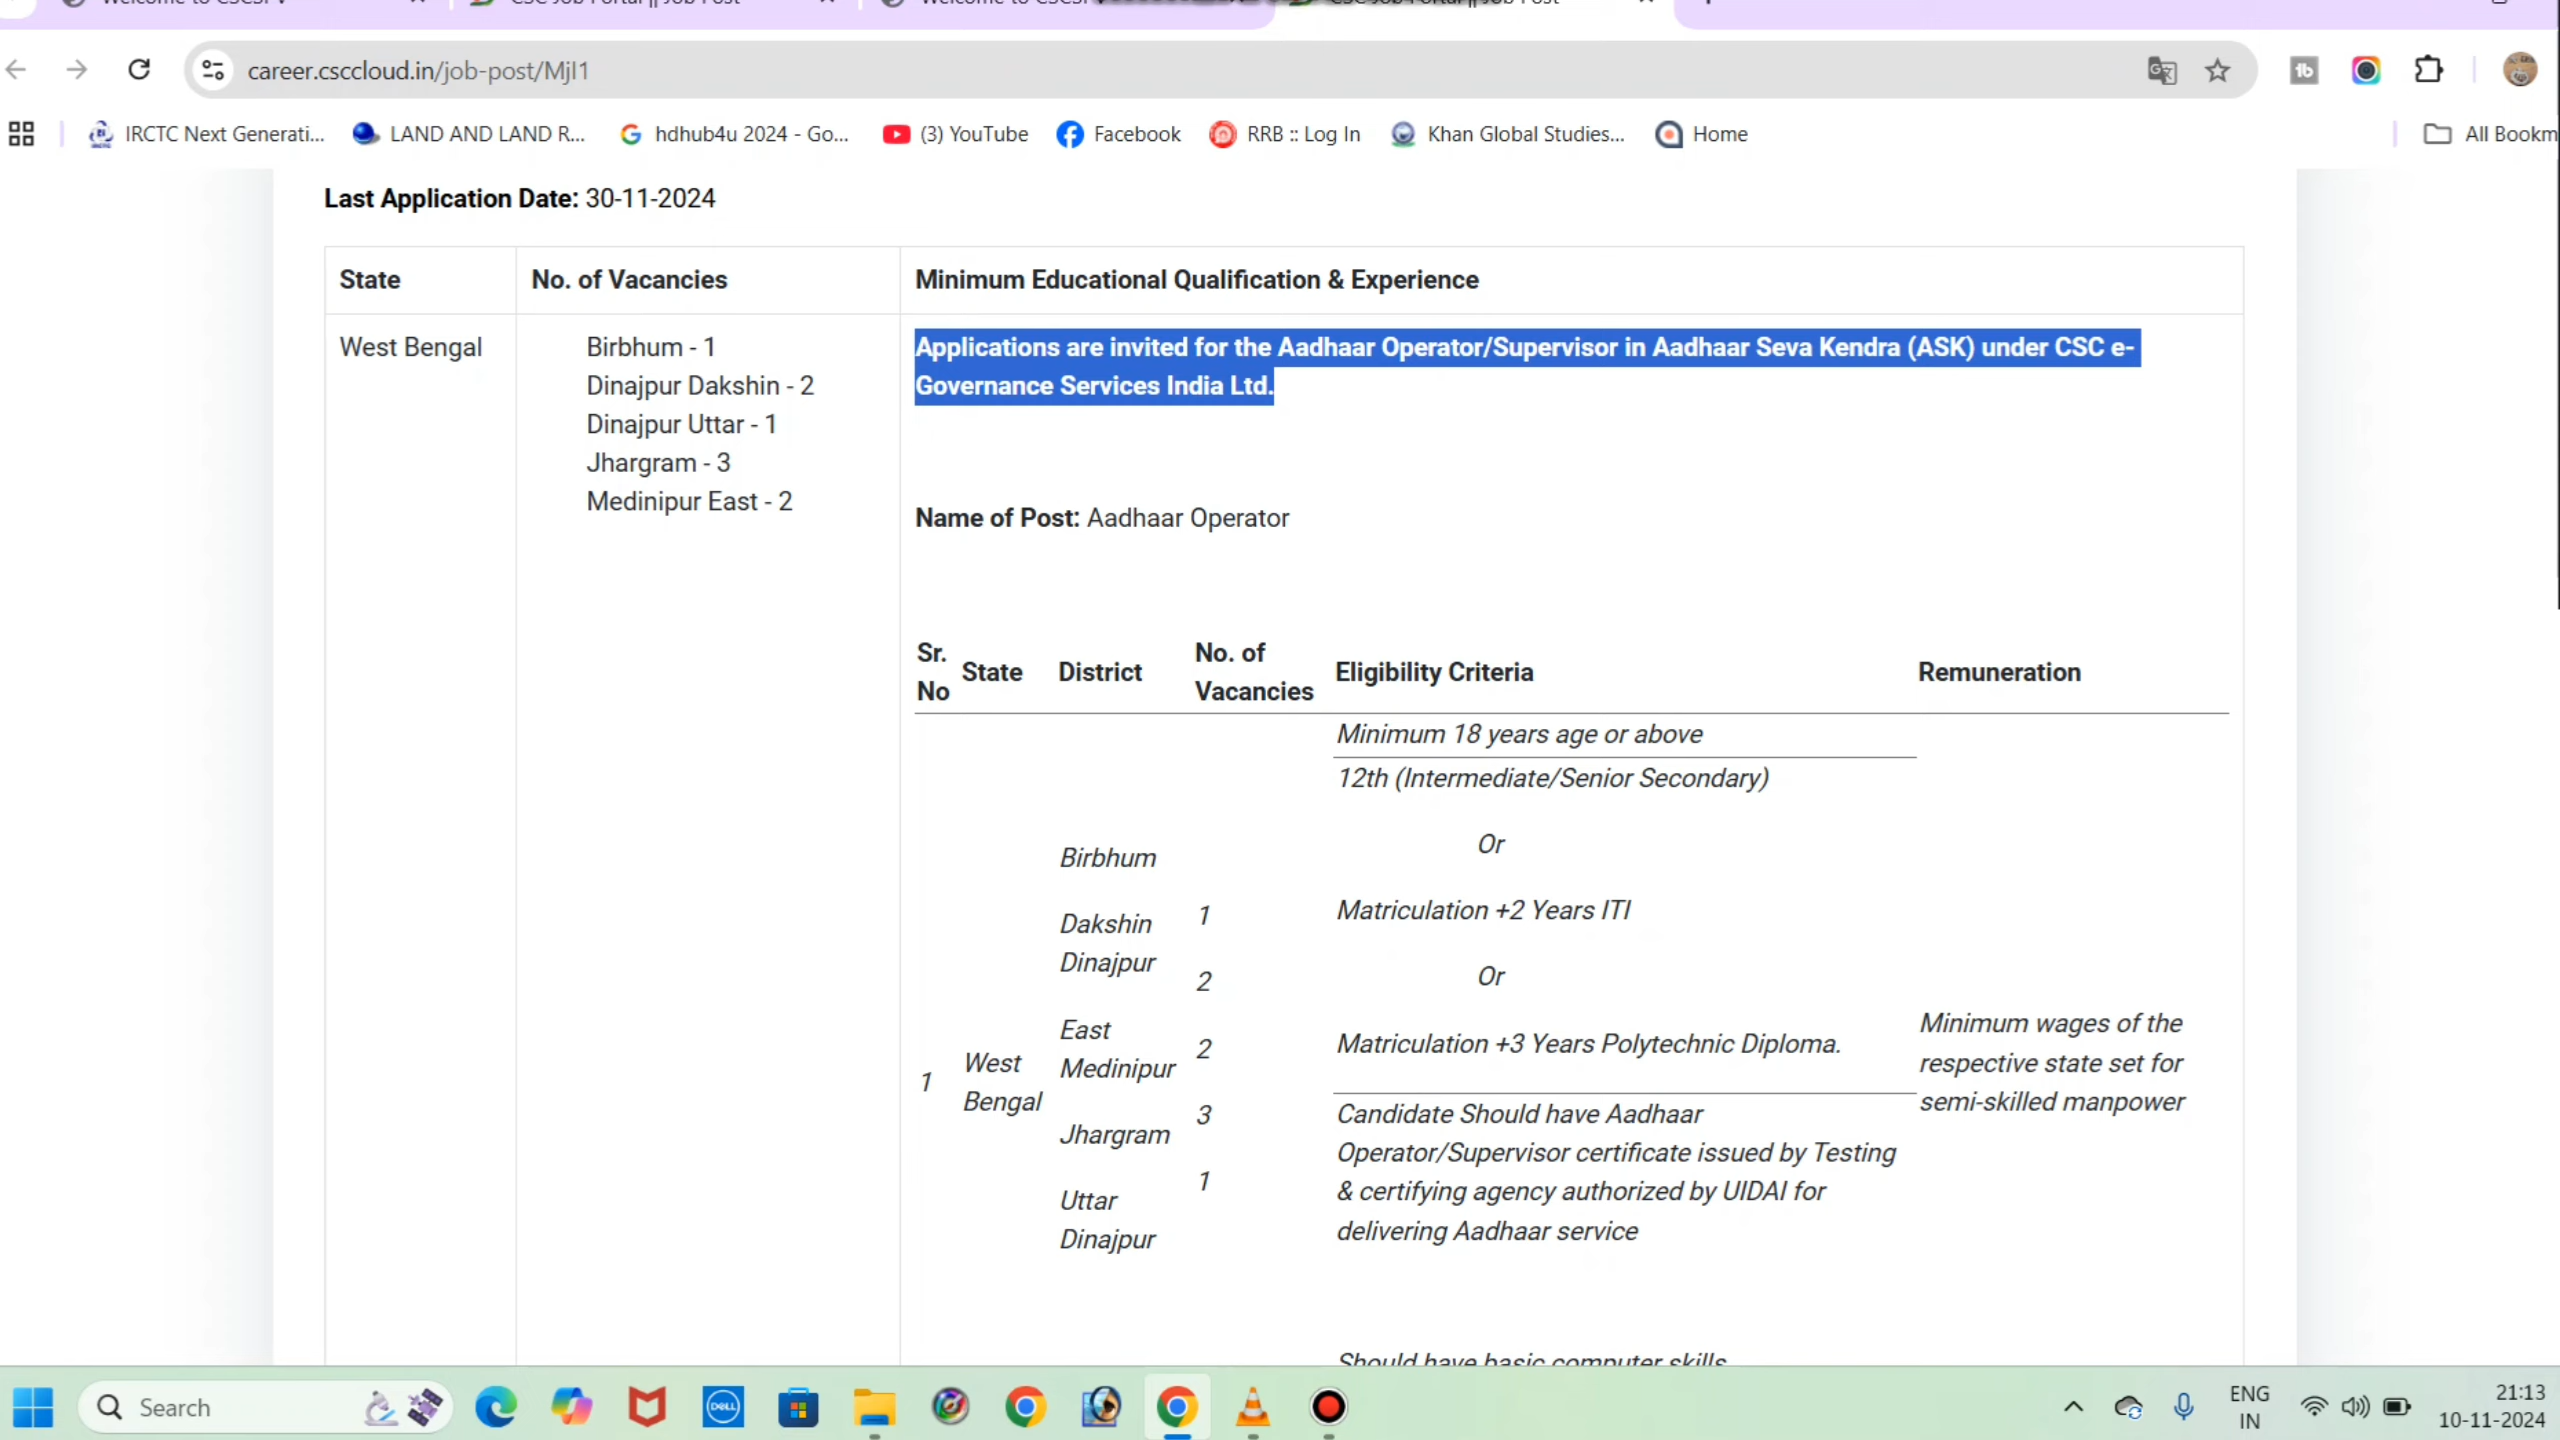 CSC Job Portal || Job Post
career.csccloud.in/job-post/MjI1
IRCTC Next Generati...
LAND AND LAND R...
hdhub4u 2024 - Go...
(3) YouTube
Facebook
RRB :: Log In
Khan Global Studies...
Home
All Bookm
Last Application Date: 30-11-2024
State
No. of Vacancies
Minimum Educational Qualification & Experience
West Bengal
Birbhum - 1
Dinajpur Dakshin - 2
Dinajpur Uttar - 1
Jhargram - 3
Medinipur East - 2
Applications are invited for the Aadhaar Operator/Supervisor in Aadhaar Seva Kendra (ASK) under CSC e-
Governance Services India Ltd.
Name of Post: Aadhaar Operator
Sr.
No
State
District
No. of
Vacancies
Eligibility Criteria
Remuneration
1
West
Bengal
Birbhum
Dakshin
Dinajpur
East
Medinipur
Jhargram
Uttar
Dinajpur
1
2
2
3
1
Minimum 18 years age or above
12th (Intermediate/Senior Secondary)
Or
Matriculation +2 Years ITI
Or
Matriculation +3 Years Polytechnic Diploma.
Candidate Should have Aadhaar
Operator/Supervisor certificate issued by Testing
& certifying agency authorized by UIDAI for
delivering Aadhaar service
Should have basic computer skills
Minimum wages of the
respective state set for
semi-skilled manpower
Search
DELL
ENG
IN
21:13
10-11-2024